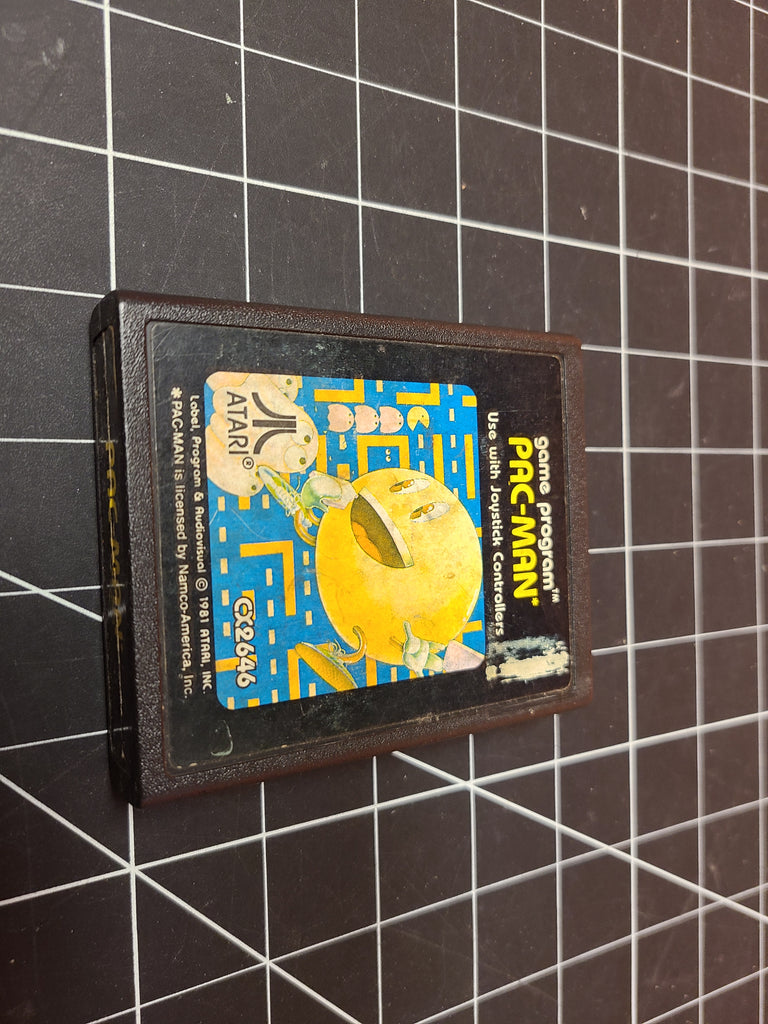 game program™
PAC-MAN*
Use with Joystick Controllers
ATARI®
CX2646
Label, Program & Audiovisual © 1981 ATARI, INC.
*PAC-MAN is licensed by Namco-America, Inc.
PAC-MAN